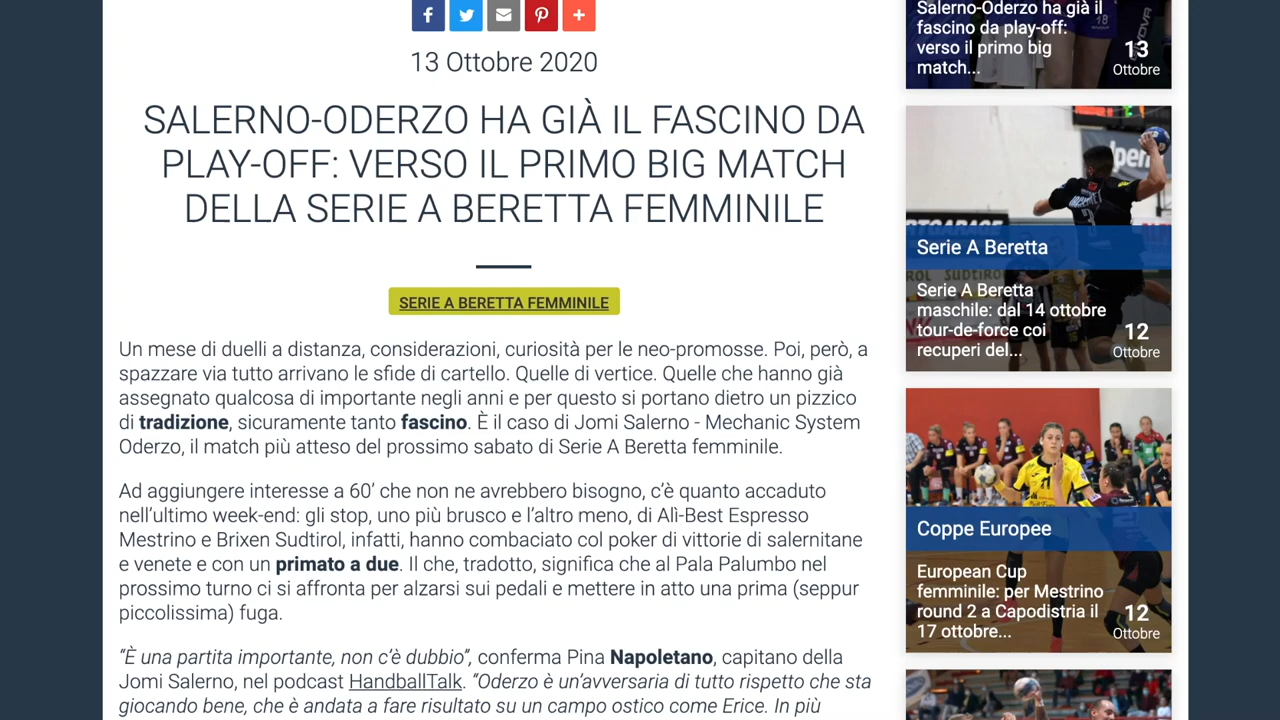 13 Ottobre 2020
SALERNO-ODERZO HA GIÀ IL FASCINO DA
PLAY-OFF: VERSO IL PRIMO BIG MATCH
DELLA SERIE A BERETTA FEMMINILE
SERIE A BERETTA FEMMINILE
Un mese di duelli a distanza, considerazioni, curiosità per le neo-promosse. Poi, però, a
spazzare via tutto arrivano le sfide di cartello. Quelle di vertice. Quelle che hanno già
assegnato qualcosa di importante negli anni e per questo si portano dietro un pizzico
di tradizione, sicuramente tanto fascino. È il caso di Jomi Salerno - Mechanic System
Oderzo, il match più atteso del prossimo sabato di Serie A Beretta femminile.
Ad aggiungere interesse a 60’ che non ne avrebbero bisogno, c’è quanto accaduto
nell’ultimo week-end: gli stop, uno più brusco e l’altro meno, di Alì-Best Espresso
Mestrino e Brixen Sudtirol, infatti, hanno combaciato col poker di vittorie di salernitane
e venete e con un primato a due. Il che, tradotto, significa che al Pala Palumbo nel
prossimo turno ci si affronta per alzarsi sui pedali e mettere in atto una prima (seppur
piccolissima) fuga.
“È una partita importante, non c’è dubbio”, conferma Pina Napoletano, capitano della
Jomi Salerno, nel podcast HandballTalk. “Oderzo è un’avversaria di tutto rispetto che sta
giocando bene, che è andata a fare risultato su un campo ostico come Erice. In più
Salerno-Oderzo ha già il
fascino da play-off:
verso il primo big
match...
13
Ottobre
Serie A Beretta
Serie A Beretta
maschile: dal 14 ottobre
tour-de-force coi
recuperi del...
12
Ottobre
Coppe Europee
European Cup
femminile: per Mestrino
round 2 a Capodistria il
17 ottobre...
12
Ottobre